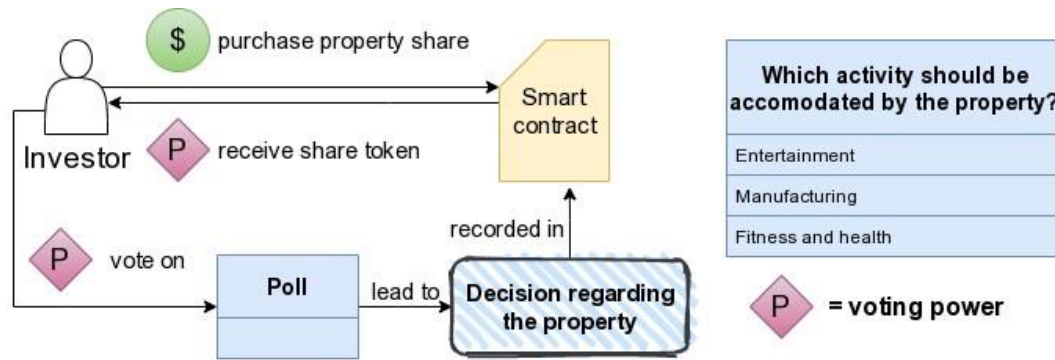 $ purchase property share
Smart
contract
Investor
P receive share token
recorded in
P vote on
Poll
lead to
Decision regarding
the property
Which activity should be
accomodated by the property?
Entertainment
Manufacturing
Fitness and health
P = voting power